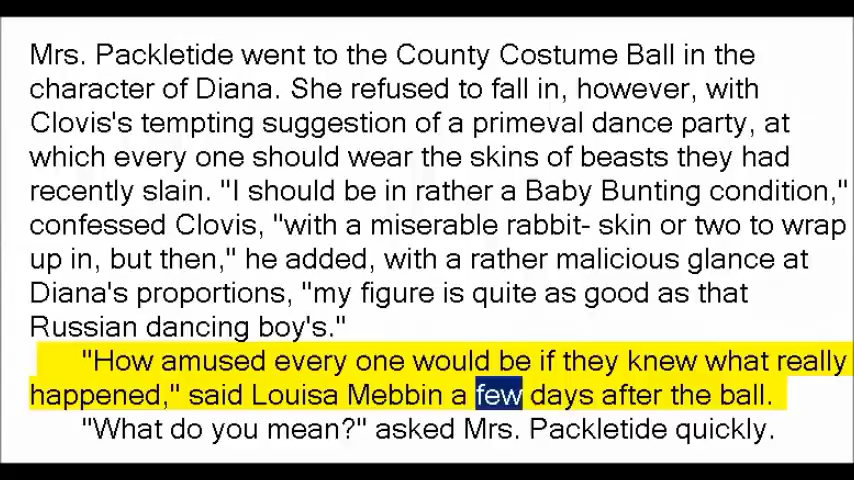 Mrs. Packletide went to the County Costume Ball in the
character of Diana. She refused to fall in, however, with
Clovis's tempting suggestion of a primeval dance party, at
which every one should wear the skins of beasts they had
recently slain. "I should be in rather a Baby Bunting condition,"
confessed Clovis, "with a miserable rabbit- skin or two to wrap
up in, but then," he added, with a rather malicious glance at
Diana's proportions, "my figure is quite as good as that
Russian dancing boy's."
"How amused every one would be if they knew what really
happened," said Louisa Mebbin a few days after the ball.
"What do you mean?" asked Mrs. Packletide quickly.